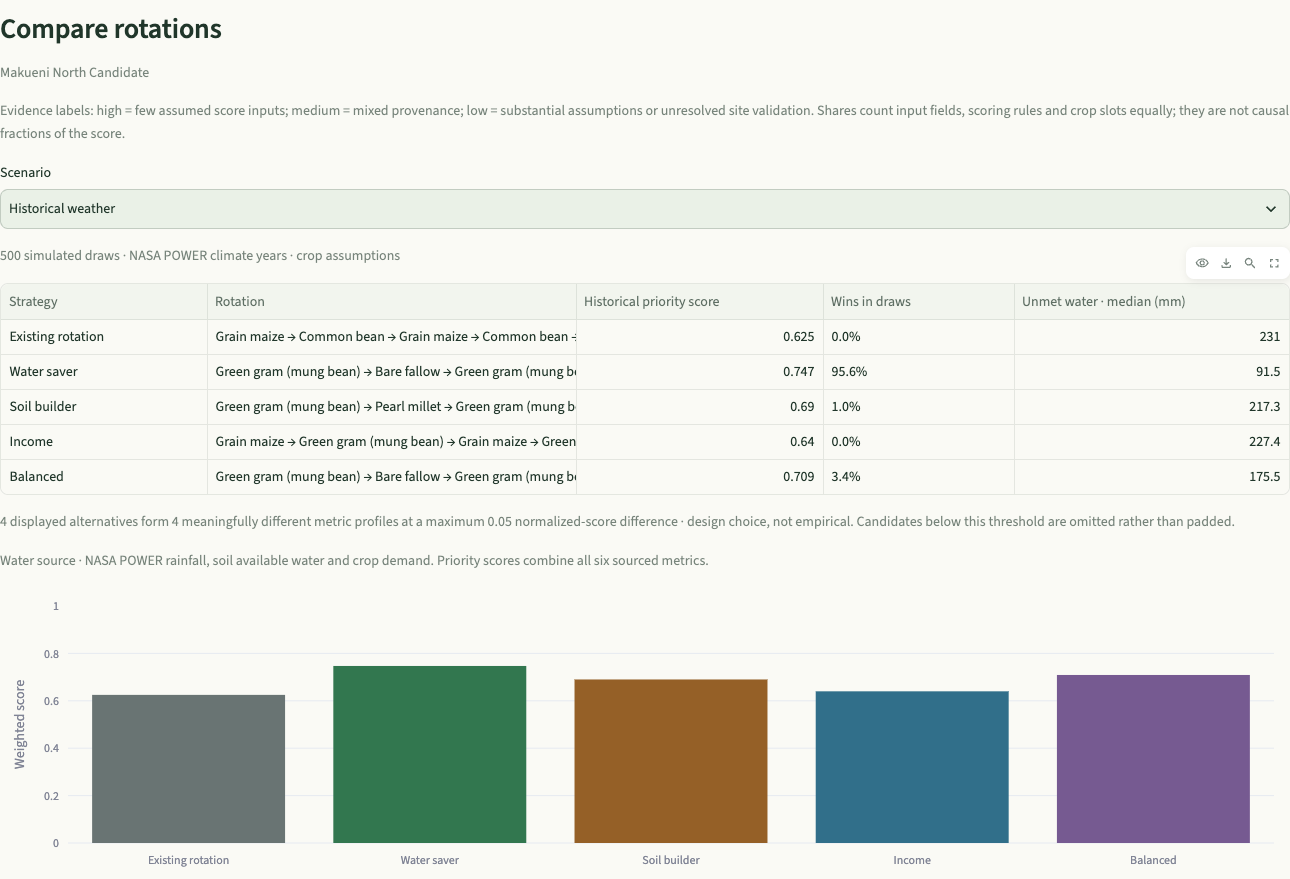 Compare rotations
Makueni North Candidate
Evidence labels: high = few assumed score inputs; medium = mixed provenance; low = substantial assumptions or unresolved site validation. Shares count input fields, scoring rules and crop slots equally; they are not causal
fractions of the score.
Scenario
Historical weather
500 simulated draws · NASA POWER climate years · crop assumptions
Strategy Rotation Historical priority score Wins in draws Unmet water · median (mm)
Existing rotation Grain maize → Common bean → Grain maize → Common bean → 0.625 0.0% 231
Water saver Green gram (mung bean) → Bare fallow → Green gram (mung be 0.747 95.6% 91.5
Soil builder Green gram (mung bean) → Pearl millet → Green gram (mung b 0.69 1.0% 217.3
Income Grain maize → Green gram (mung bean) → Grain maize → Green 0.64 0.0% 227.4
Balanced Green gram (mung bean) → Bare fallow → Green gram (mung be 0.709 3.4% 175.5
4 displayed alternatives form 4 meaningfully different metric profiles at a maximum 0.05 normalized-score difference · design choice, not empirical. Candidates below this threshold are omitted rather than padded.
Water source · NASA POWER rainfall, soil available water and crop demand. Priority scores combine all six sourced metrics.
1
0.8
0.6
0.4
0.2
0
Weighted score
Existing rotation Water saver Soil builder Income Balanced